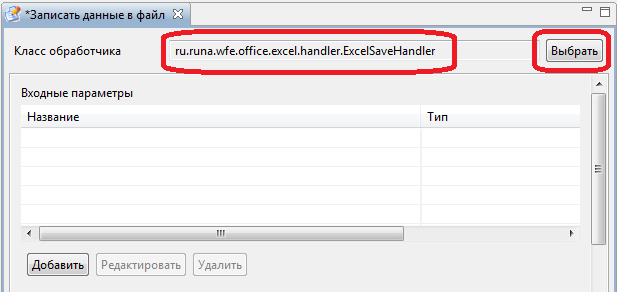 *Записать данные в файл
Класс обработчика ru.runa.wfe.office.excel.handler.ExcelSaveHandler Выбрать
Входные параметры
Название Тип
Добавить Редактировать Удалить